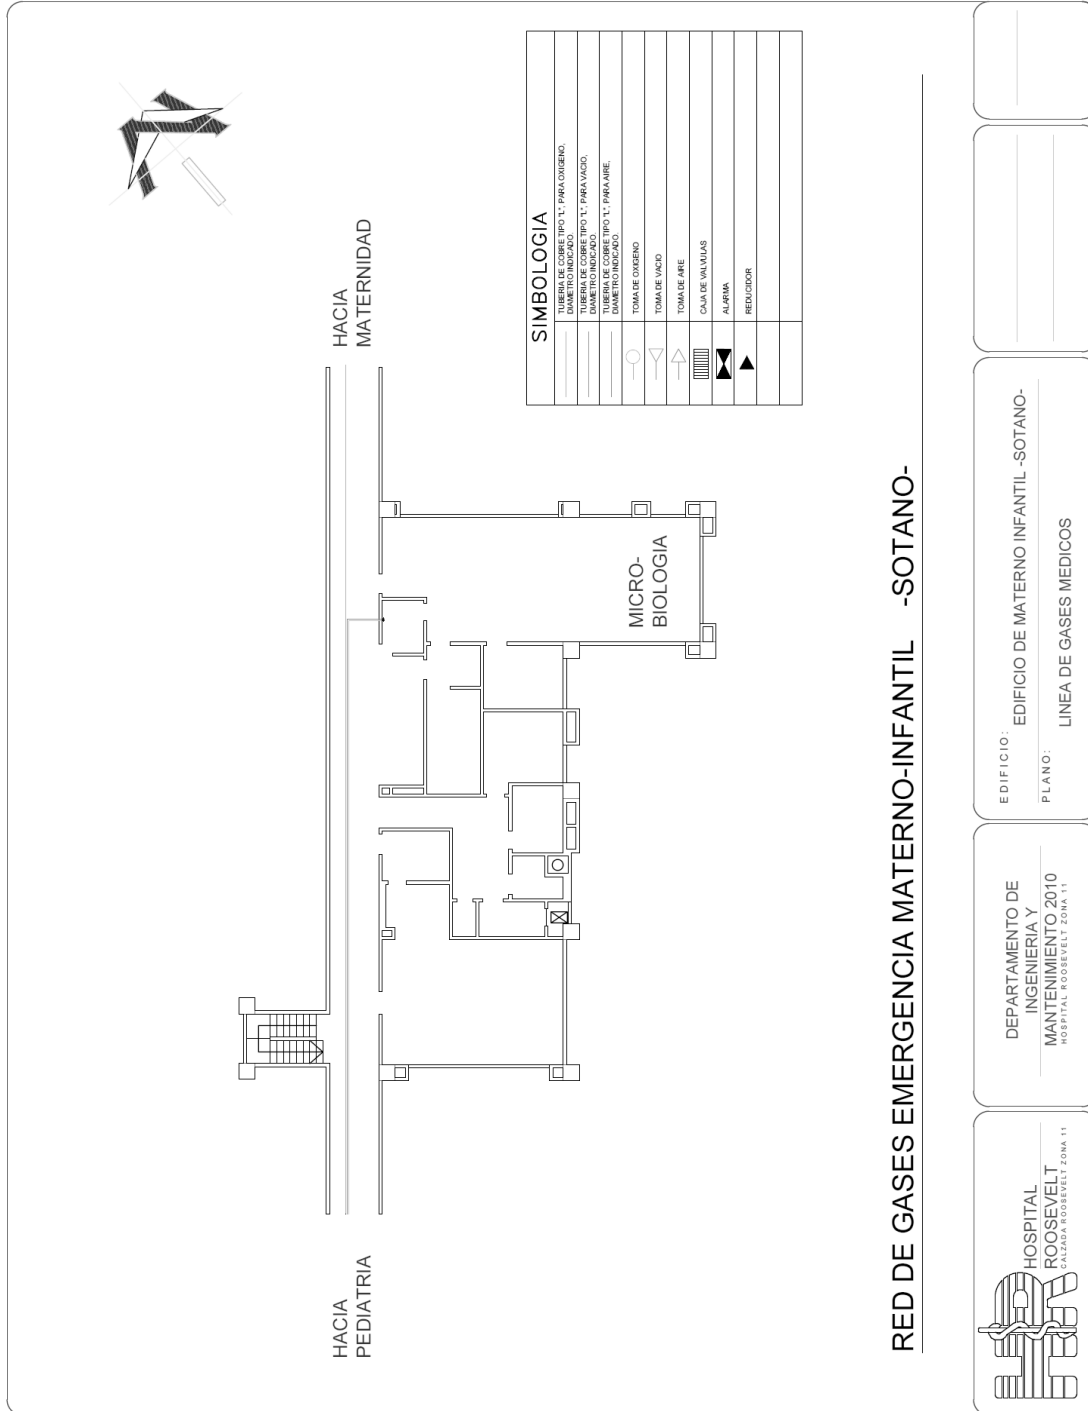 HACIA
PEDIATRIA
HACIA
MATERNIDAD
MICRO-
BIOLOGIA
SIMBOLOGIA
TUBERIA DE COBRE TIPO "L", PARA OXIGENO,
DIAMETRO INDICADO.
TUBERIA DE COBRE TIPO "L", PARA VACIO,
DIAMETRO INDICADO.
TUBERIA DE COBRE TIPO "L", PARA AIRE,
DIAMETRO INDICADO.
TOMA DE OXIGENO
TOMA DE VACIO
TOMA DE AIRE
CAJA DE VALVULAS
ALARMA
REDUCIDOR
RED DE GASES EMERGENCIA MATERNO-INFANTIL -SOTANO-
HOSPITAL
ROOSEVELT
CALZADA ROOSEVELT ZONA 11
DEPARTAMENTO DE
INGENIERIA Y
MANTENIMIENTO 2010
HOSPITAL ROOSEVELT ZONA 11
EDIFICIO:
EDIFICIO DE MATERNO INFANTIL -SOTANO-
PLANO:
LINEA DE GASES MEDICOS